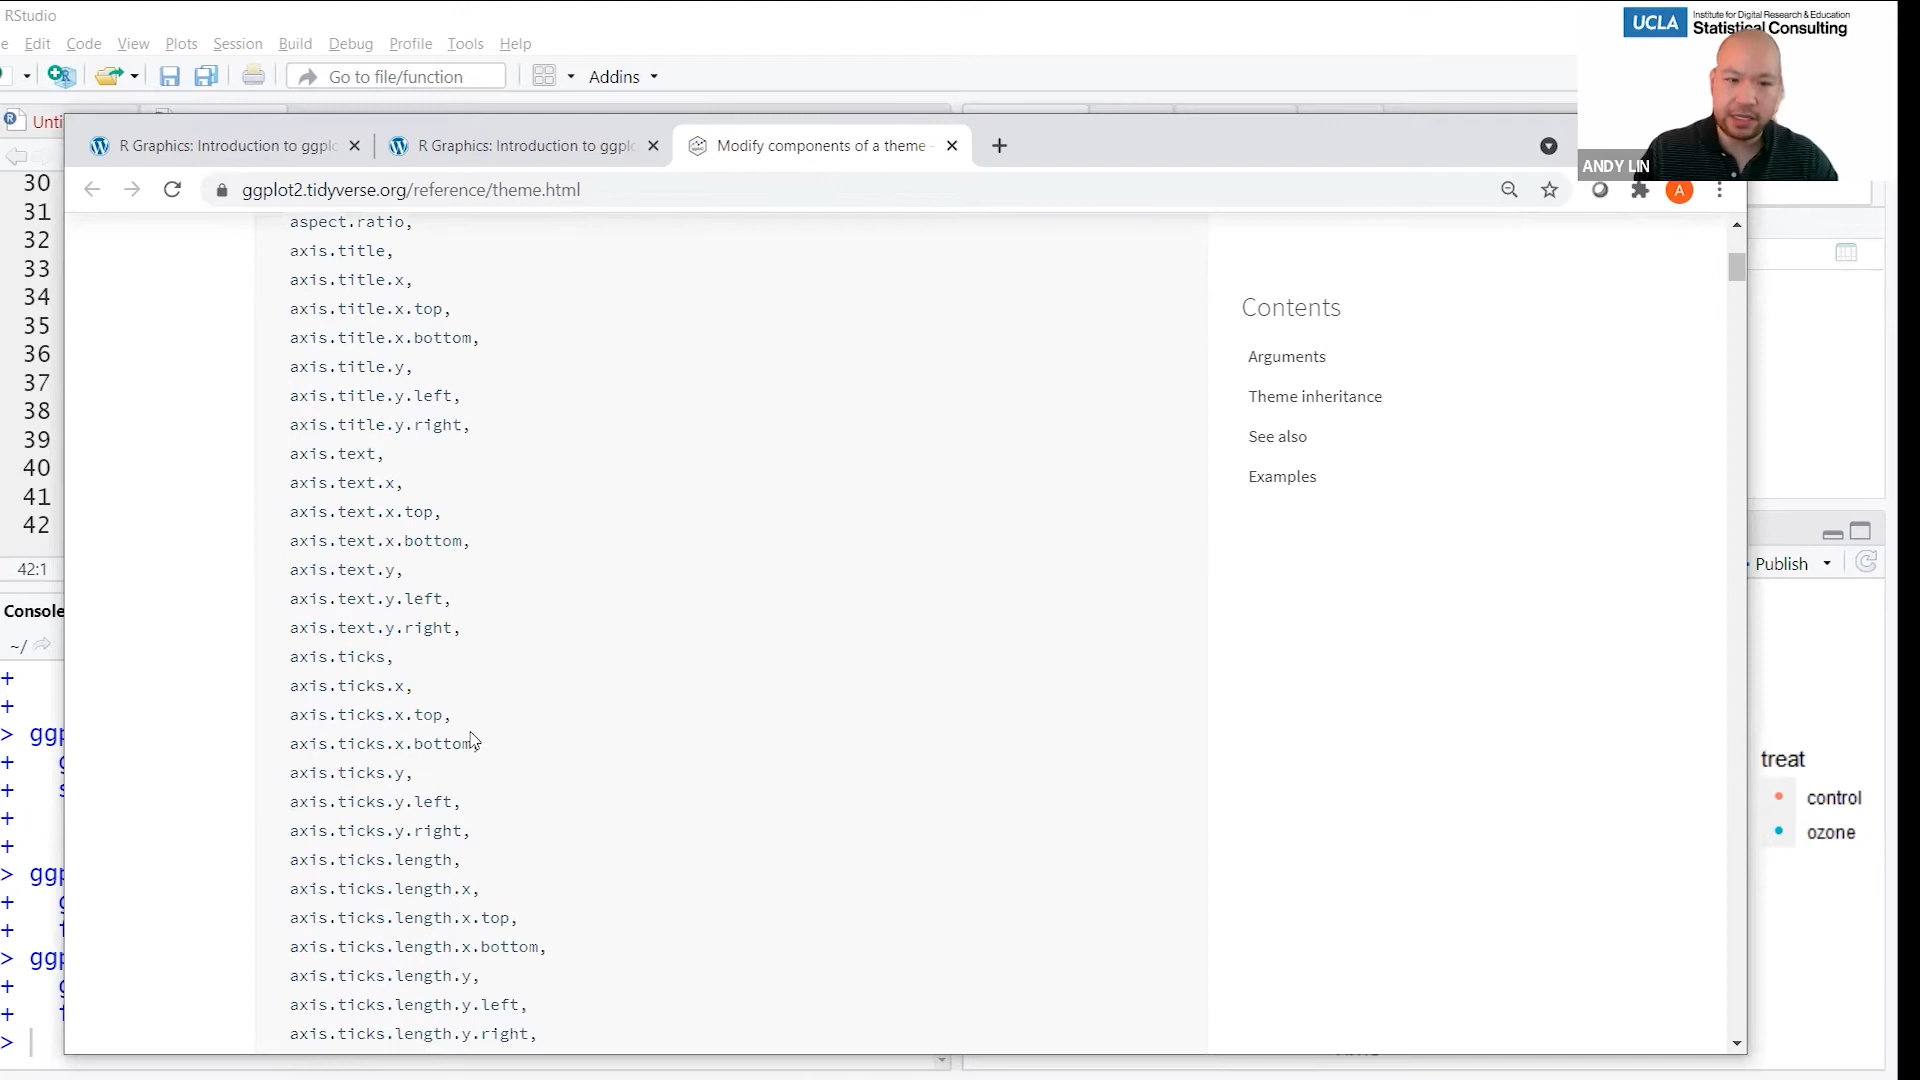 RStudio
e Edit Code View Plots Session Build Debug Profile Tools Help
Go to file/function
Addins
UCLA
Institute for Digital Research & Education
Statistical Consulting
ANDY LIN
Unti
R Graphics: Introduction to ggplo
R Graphics: Introduction to ggplo
Modify components of a theme -
ggplot2.tidyverse.org/reference/theme.html
A
30
31
32
33
34
35
36
37
38
39
40
41
42
42:1
Console
~/
+
+
> ggp
+ g
+ s
+
+
> ggp
+ g
+ f
> ggp
+ g
+ f
>
aspect.ratio,
axis.title,
axis.title.x,
axis.title.x.top,
axis.title.x.bottom,
axis.title.y,
axis.title.y.left,
axis.title.y.right,
axis.text,
axis.text.x,
axis.text.x.top,
axis.text.x.bottom,
axis.text.y,
axis.text.y.left,
axis.text.y.right,
axis.ticks,
axis.ticks.x,
axis.ticks.x.top,
axis.ticks.x.bottom
axis.ticks.y,
axis.ticks.y.left,
axis.ticks.y.right,
axis.ticks.length,
axis.ticks.length.x,
axis.ticks.length.x.top,
axis.ticks.length.x.bottom,
axis.ticks.length.y,
axis.ticks.length.y.left,
axis.ticks.length.y.right,
Contents
Arguments
Theme inheritance
See also
Examples
Publish
treat
control
ozone